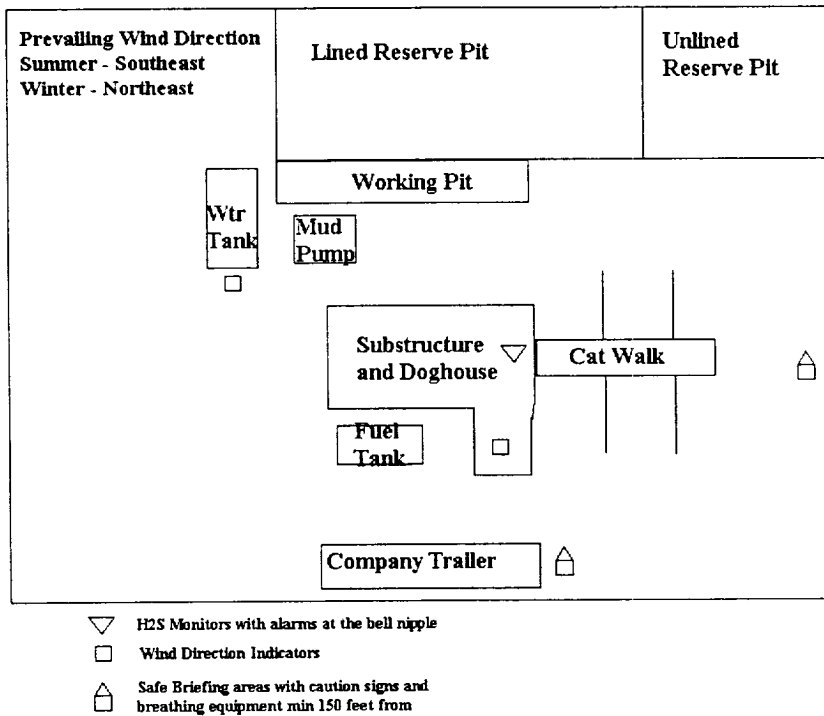 Prevailing Wind Direction
Summer - Southeast
Winter - Northeast
Lined Reserve Pit
Unlined
Reserve Pit
Working Pit
Wtr
Tank
Mud
Pump
Substructure
and Doghouse
Cat Walk
Fuel
Tank
Company Trailer
H2S Monitors with alarms at the bell nipple
Wind Direction Indicators
Safe Briefing areas with caution signs and
breathing equipment min 150 feet from